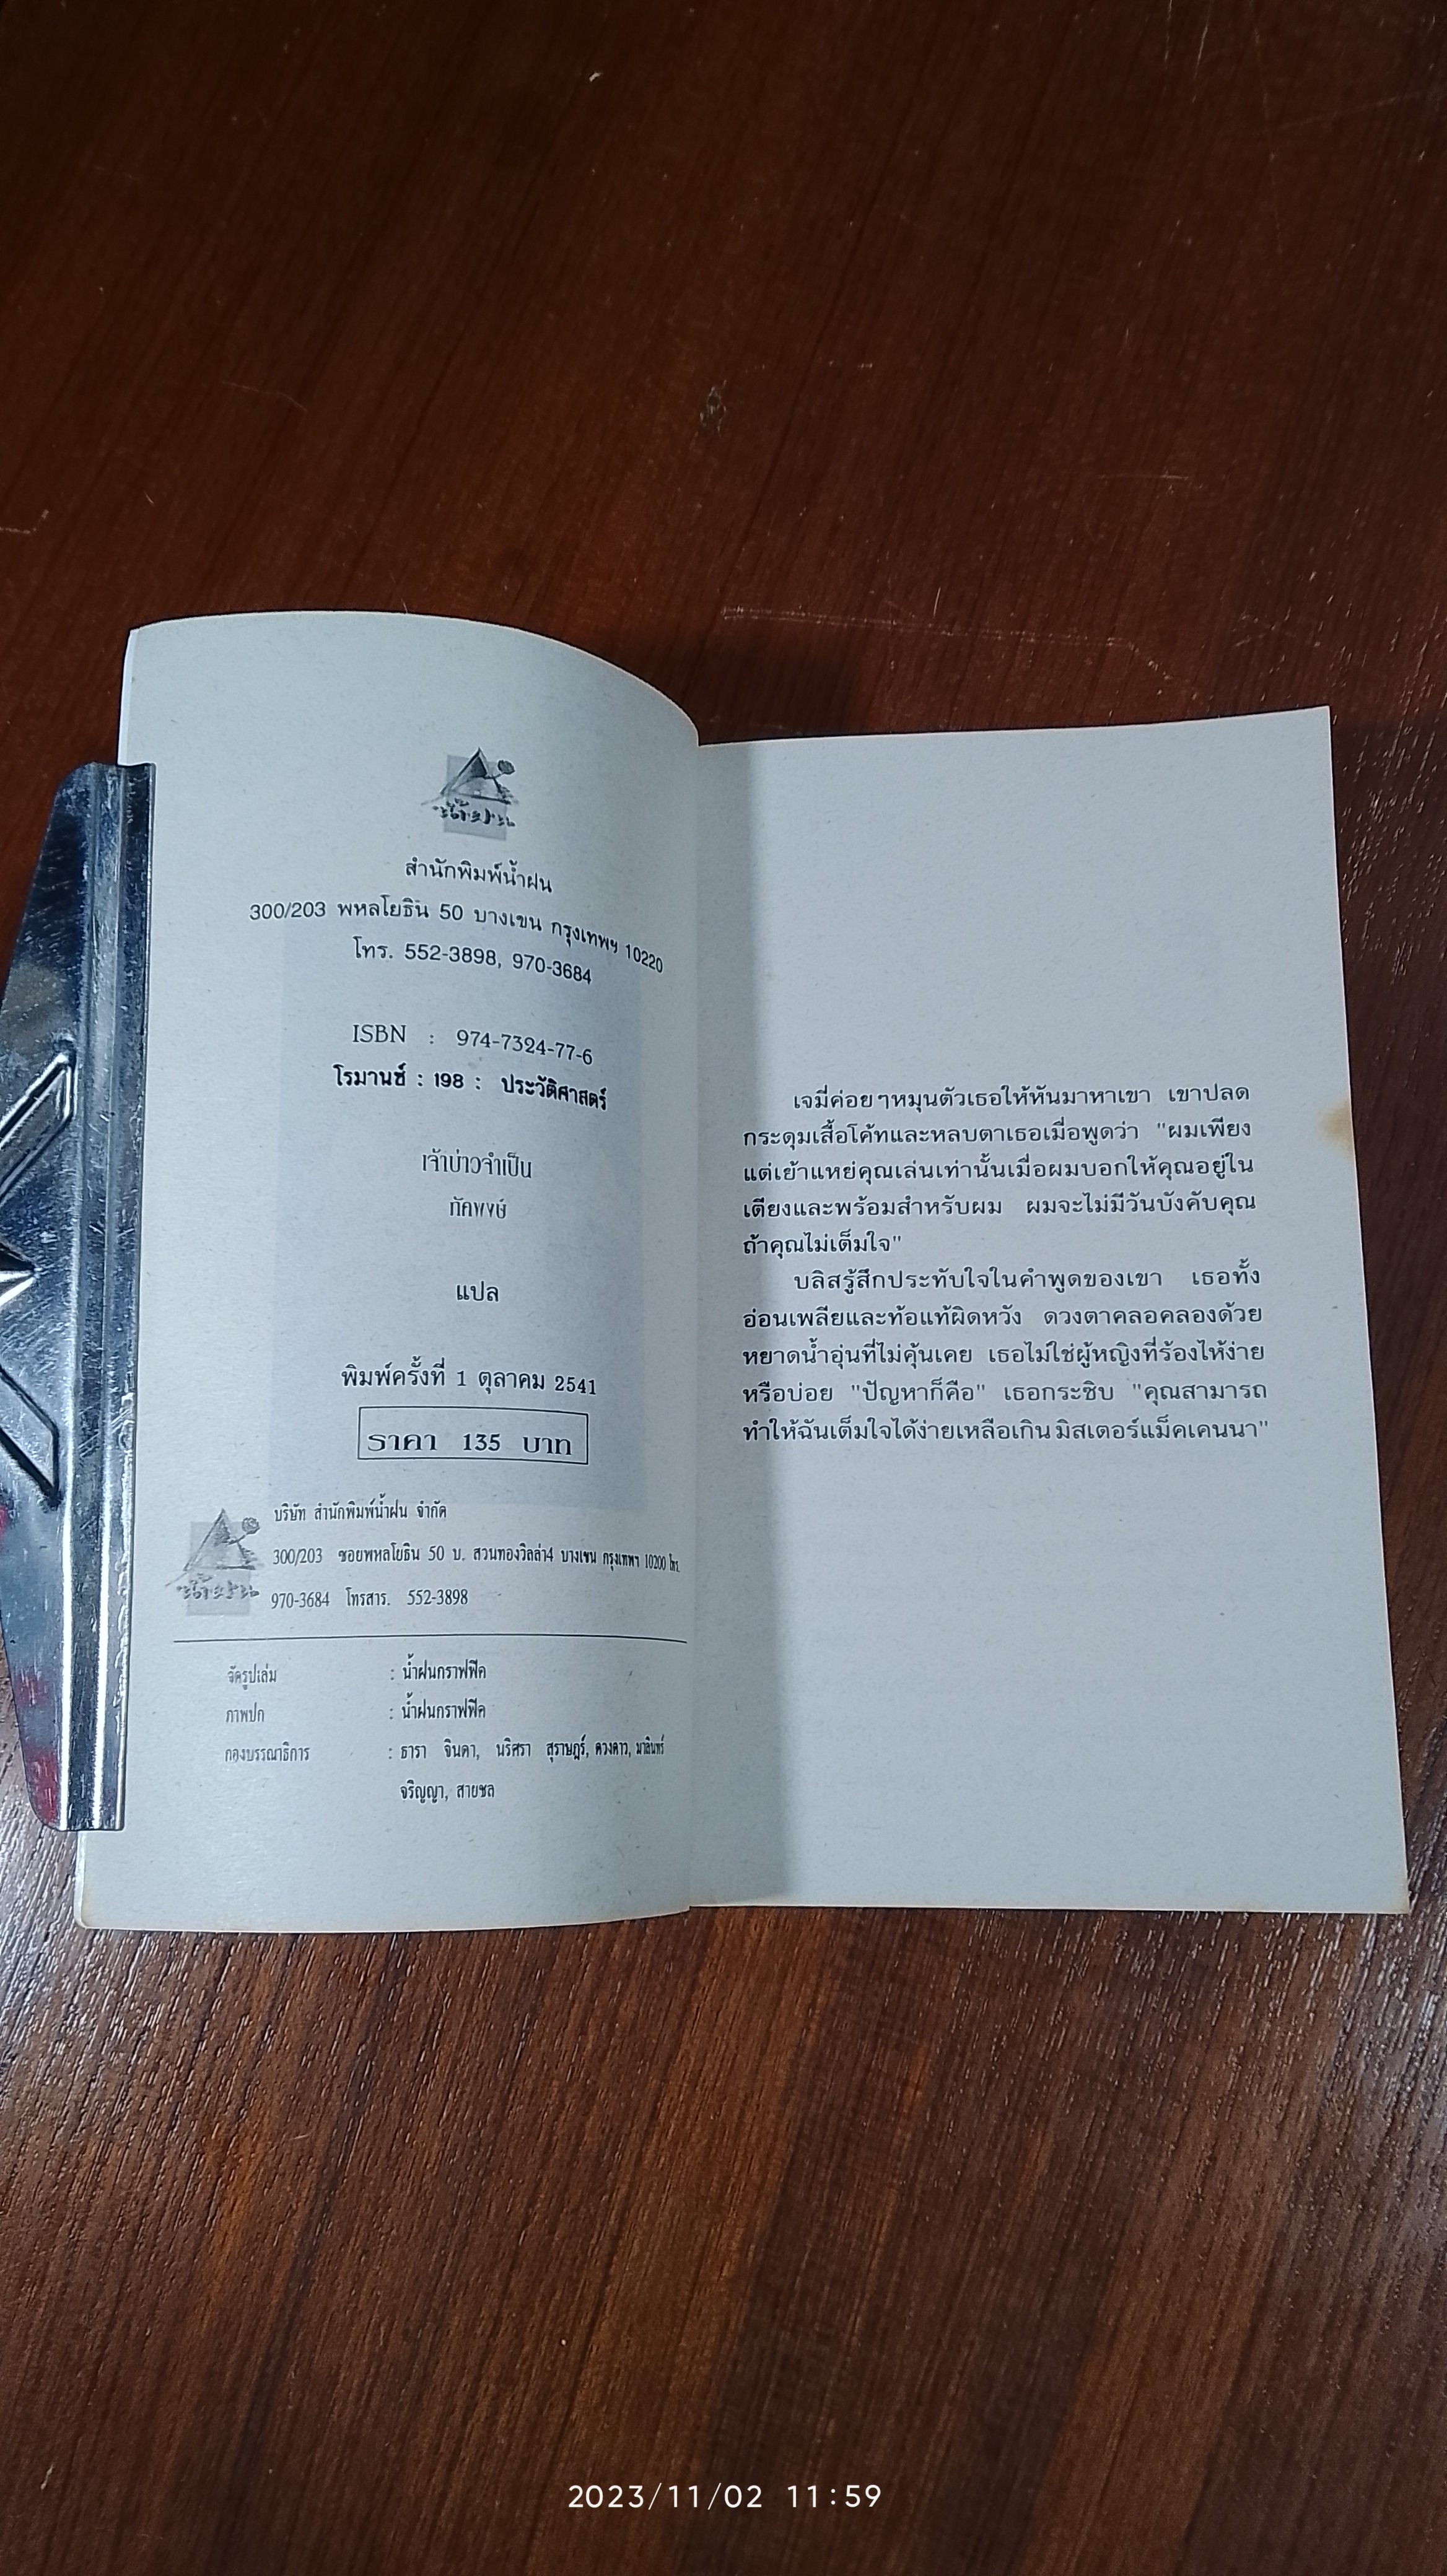 สำนักพิมพ์น้ำฝน
300/203 พหลโยธิน 50 บางเขน กรุงเทพฯ 10220
โทร. 552-3898, 970-3684
ISBN : 974-7324-77-6
โรมานซ์ : 198 : ประวัติศาสตร์
เจ้าบ่าวจำเป็น
ภัคพงษ์
แปล
พิมพ์ครั้งที่ 1 ตุลาคม 2541
ราคา 135 บาท
บริษัท สำนักพิมพ์น้ำฝน จำกัด
300/203 ซอยพหลโยธิน 50 บ. สวนทองวิลล่า4 บางเขน กรุงเทพฯ 10200 โทร.
970-3684 โทรสาร. 552-3898
จัดรูปเล่ม : น้ำฝนกราฟฟิค
ภาพปก : น้ำฝนกราฟฟิค
กองบรรณาธิการ : ธารา จินดา, นริศรา สุราษฎร์, ดวงดาว, มาลินทร์
จริญญา, สายชล
เจมี่ค่อยๆหมุนตัวเธอให้หันมาหาเขา เขาปลด
กระดุมเสื้อโค้ทและหลบตาเธอเมื่อพูดว่า "ผมเพียง
แต่เย้าแหย่คุณเล่นเท่านั้นเมื่อผมบอกให้คุณอยู่ใน
เตียงและพร้อมสำหรับผม ผมจะไม่มีวันบังคับคุณ
ถ้าคุณไม่เต็มใจ"
บลิสรู้สึกประทับใจในคำพูดของเขา เธอทั้ง
อ่อนเพลียและท้อแท้ผิดหวัง ดวงตาคลอคลองด้วย
หยาดน้ำอุ่นที่ไม่คุ้นเคย เธอไม่ใช่ผู้หญิงที่ร้องไห้ง่าย
หรือบ่อย "ปัญหาก็คือ" เธอกระซิบ "คุณสามารถ
ทำให้ฉันเต็มใจได้ง่ายเหลือเกิน มิสเตอร์แม็คเคนนา"
2023/11/02 11:59